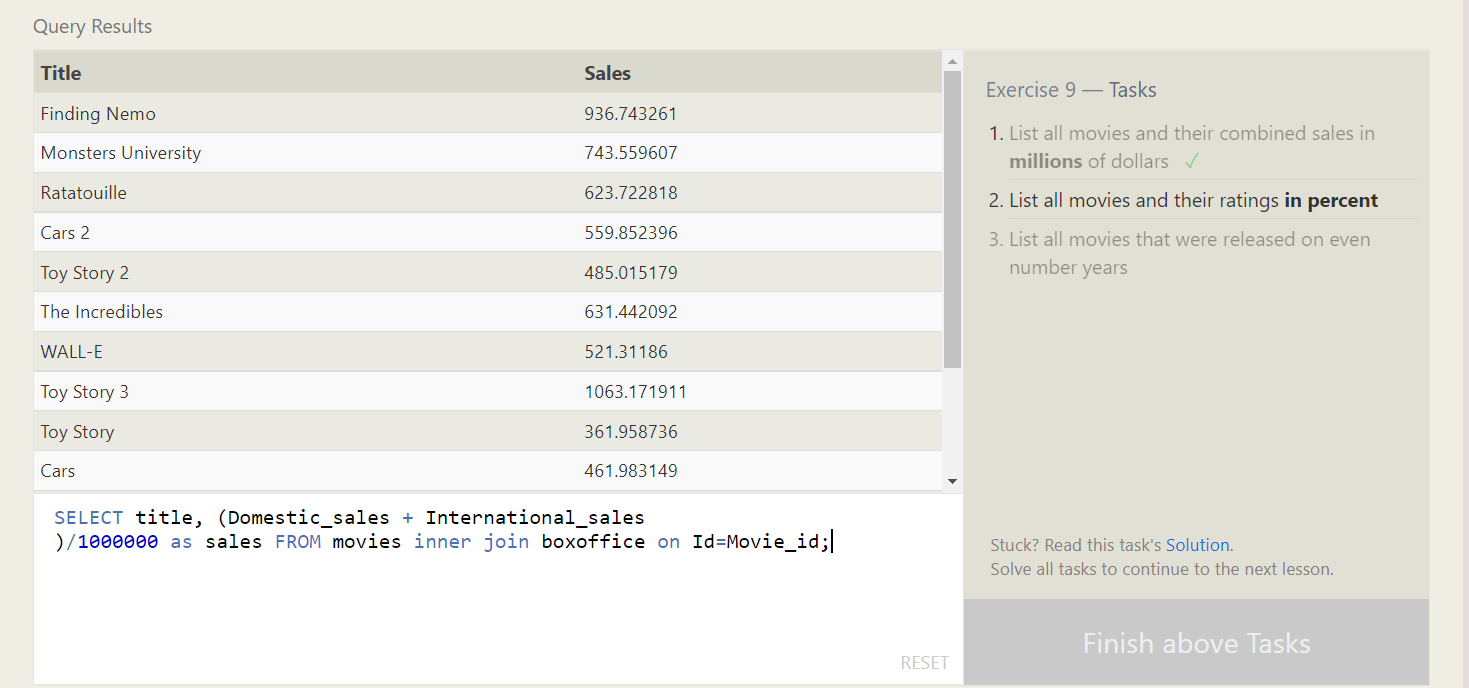 Query Results
Title Sales
Finding Nemo 936.743261
Monsters University 743.559607
Ratatouille 623.722818
Cars 2 559.852396
Toy Story 2 485.015179
The Incredibles 631.442092
WALL-E 521.31186
Toy Story 3 1063.171911
Toy Story 361.958736
Cars 461.983149
SELECT title, (Domestic_sales + International_sales
)/1000000 as sales FROM movies inner join boxoffice on Id=Movie_id;
RESET
Exercise 9 — Tasks
1. List all movies and their combined sales in
millions of dollars ✓
2. List all movies and their ratings in percent
3. List all movies that were released on even
number years
Stuck? Read this task's Solution.
Solve all tasks to continue to the next lesson.
Finish above Tasks